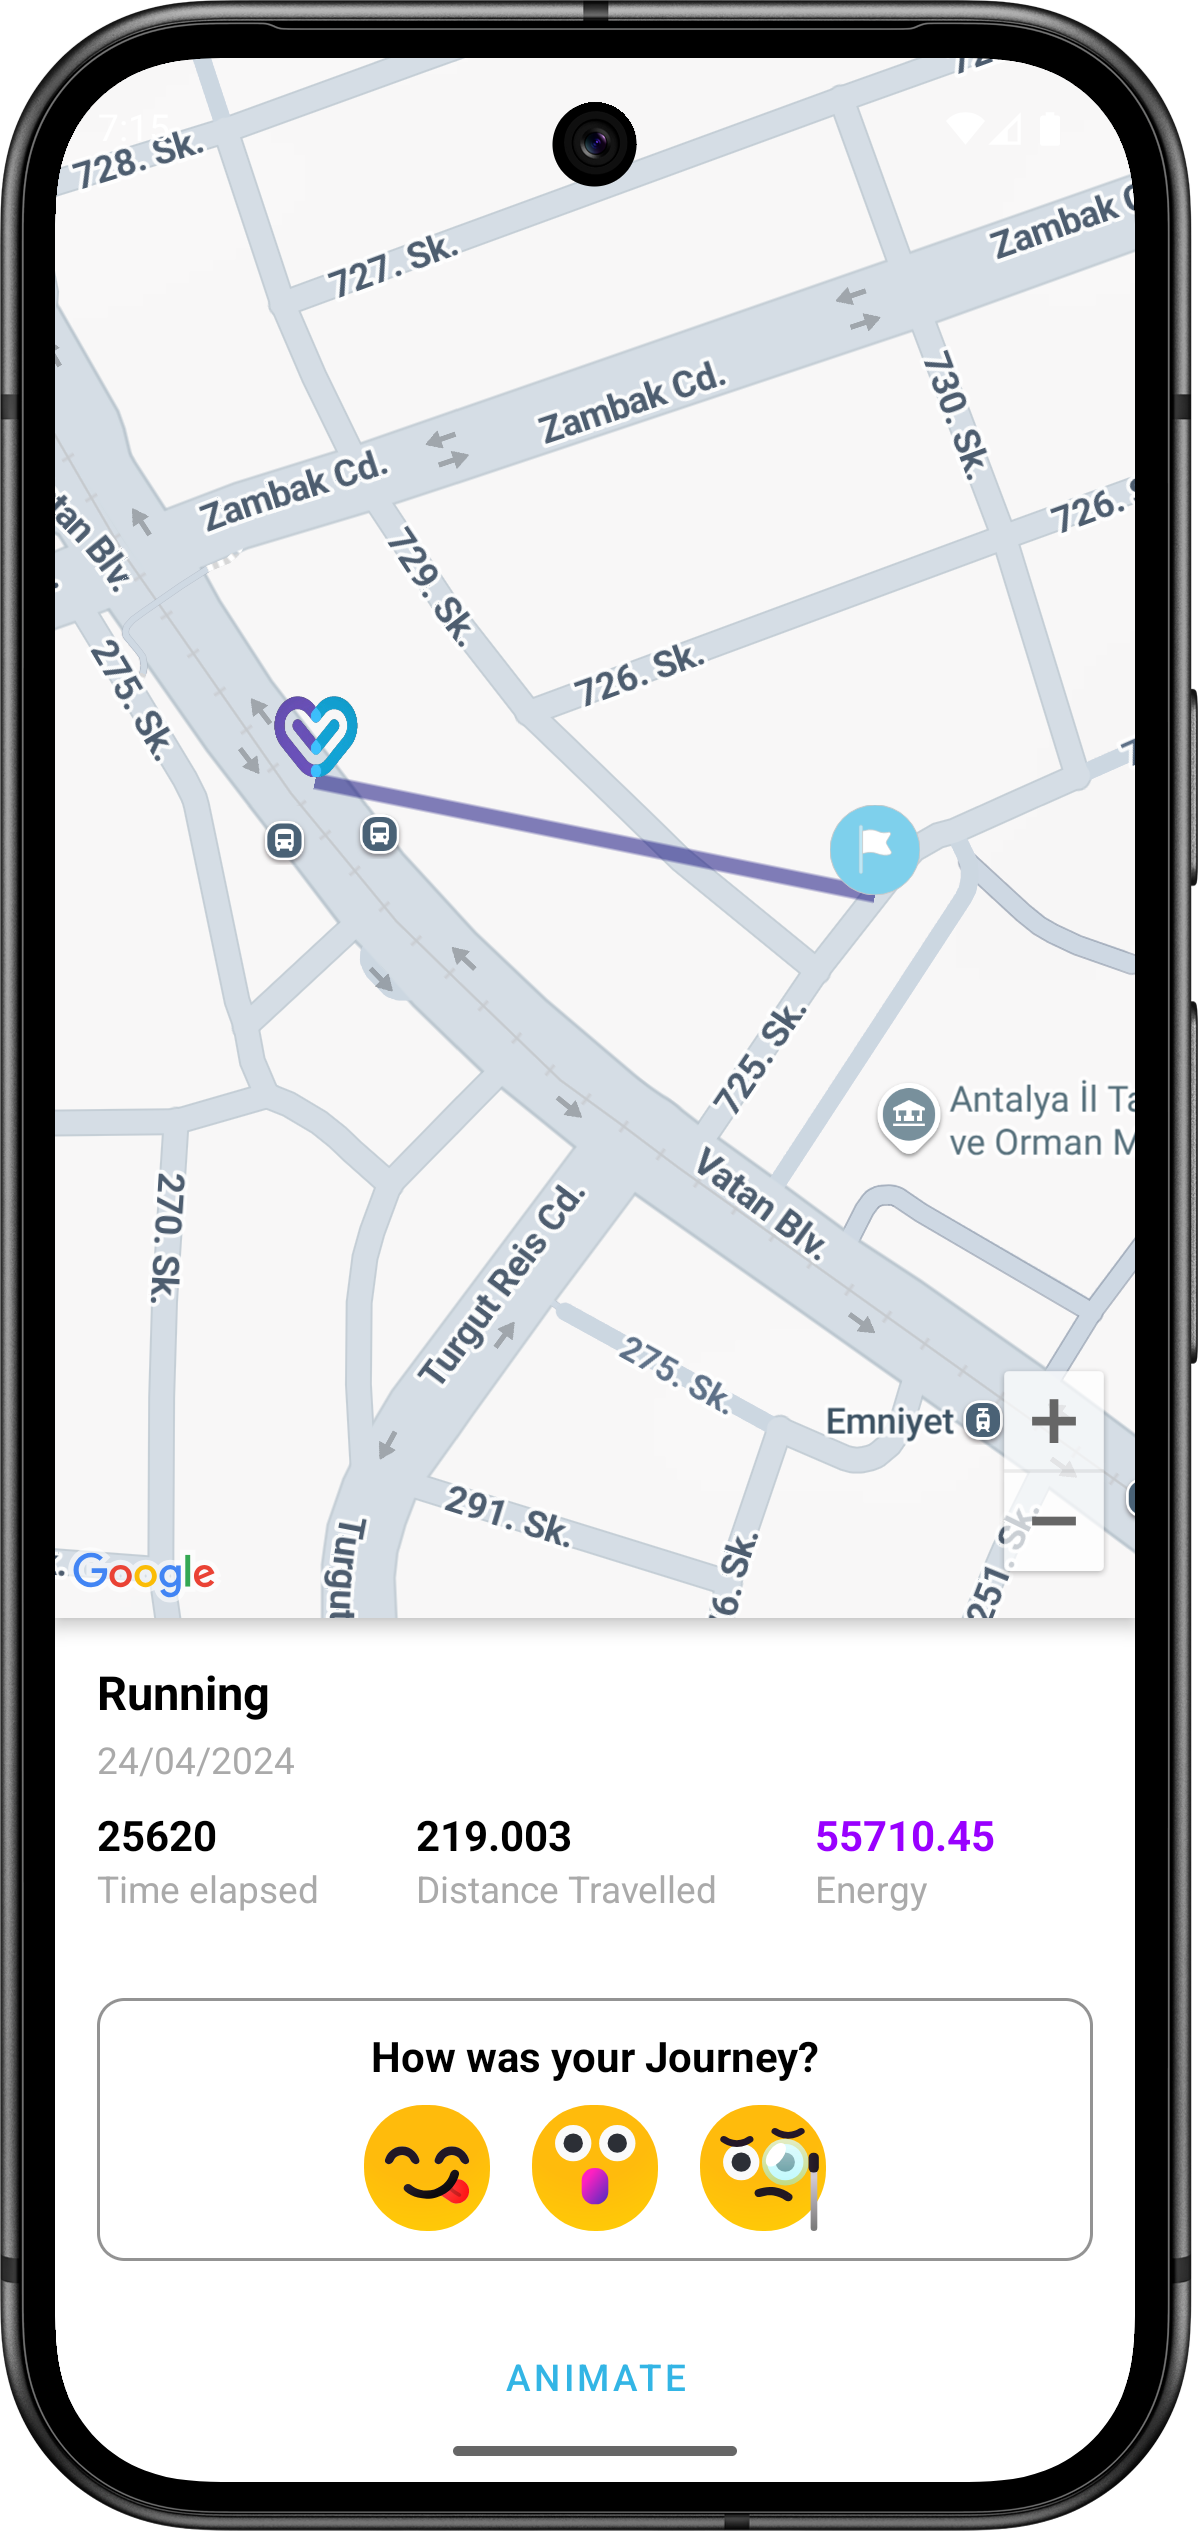 7:15
728. Sk.
727. Sk.
Zambak
Zambak Cd.
730. Sk.
Zambak Cd.
726.
tan Blv.
729. Sk.
726. Sk.
275. Sk.
725. Sk.
Antalya İl Ta
ve Orman M
Vatan Blv.
270. Sk.
Turgut Reis Cd.
275. Sk.
Emniyet
+
291. Sk.
−
251. Sk.
Turgut
6. Sk.
Google
Running
24/04/2024
25620 219.003 55710.45
Time elapsed Distance Travelled Energy
How was your Journey?
ANIMATE